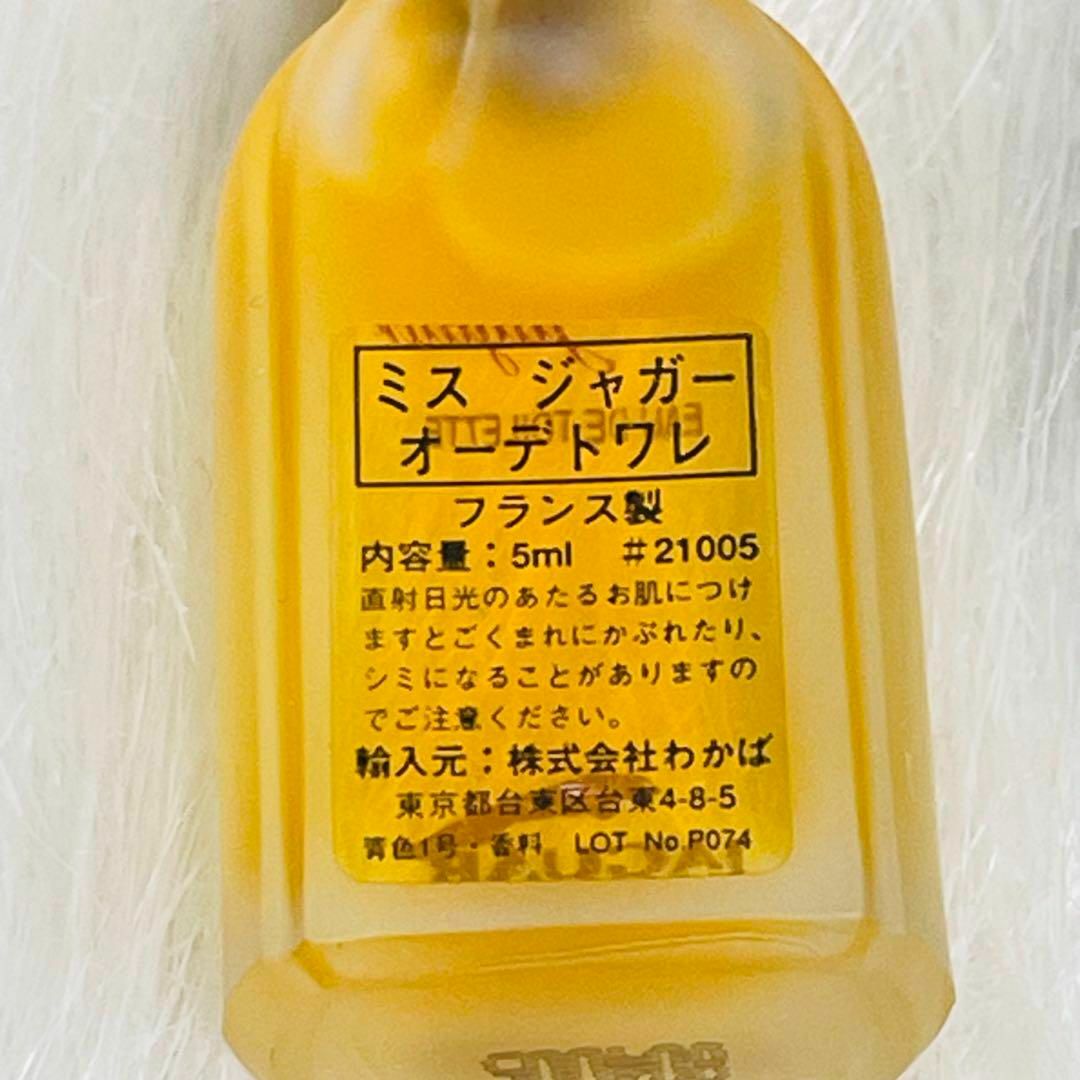 ミス ジャガー
オーデトワレ
フランス製
内容量：5ml #21005
直射日光のあたるお肌につけ
ますとごくまれにかぶれたり、
シミになることがありますの
でご注意ください。
輸入元：株式会社わかば
東京都台東区台東4-8-5
青色1号・香料 LOT No.P074
EAU DE TOILETTE
JAGUAR